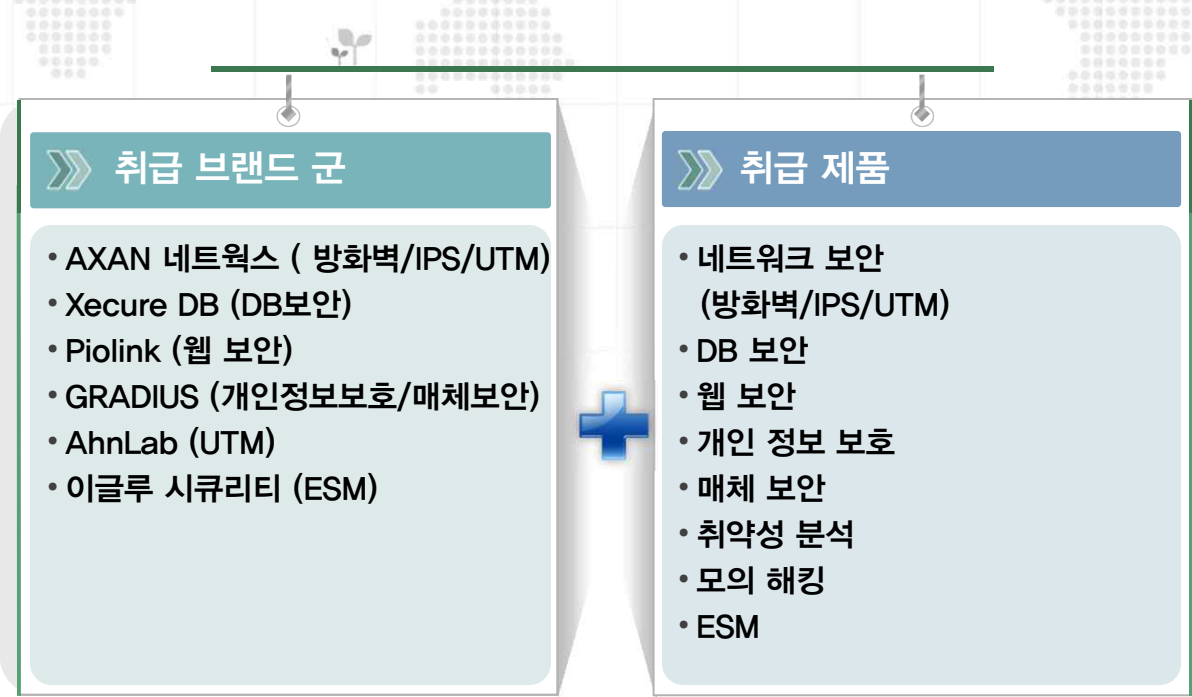 취급 브랜드 군
• AXAN 네트웍스 ( 방화벽/IPS/UTM)
• Xecure DB (DB보안)
• Piolink (웹 보안)
• GRADIUS (개인정보보호/매체보안)
• AhnLab (UTM)
• 이글루 시큐리티 (ESM)
취급 제품
• 네트워크 보안
(방화벽/IPS/UTM)
• DB 보안
• 웹 보안
• 개인 정보 보호
• 매체 보안
• 취약성 분석
• 모의 해킹
• ESM